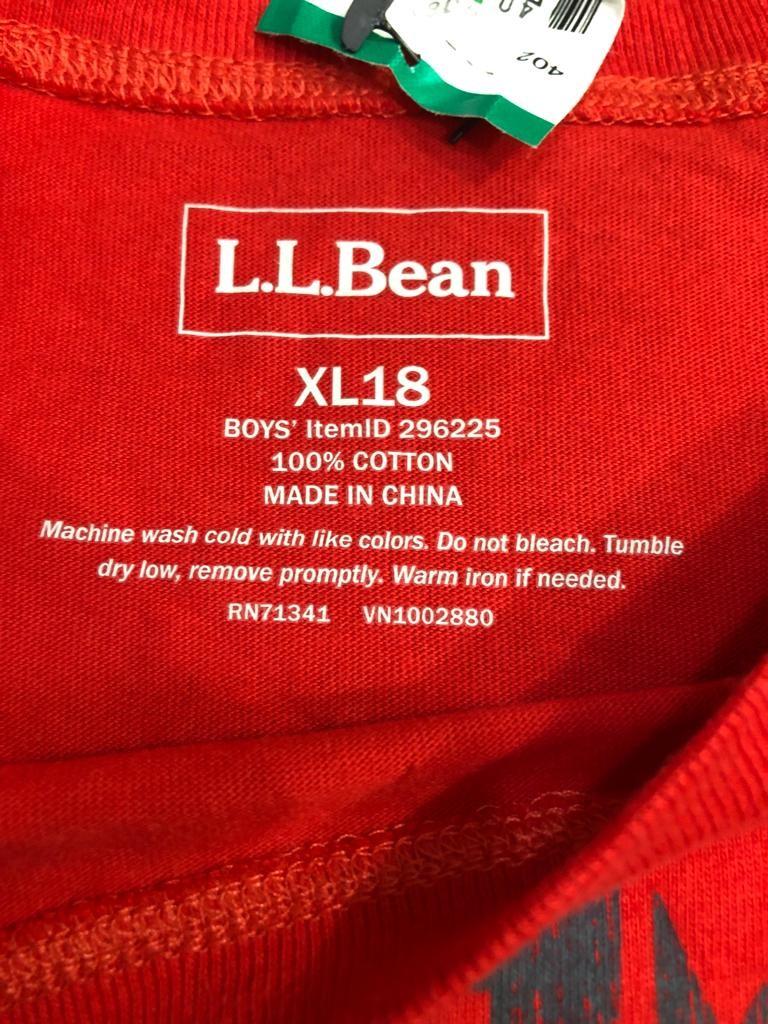 402
L.L.Bean
XL18
BOYS' ItemID 296225
100% COTTON
MADE IN CHINA
Machine wash cold with like colors. Do not bleach. Tumble
dry low, remove promptly. Warm iron if needed.
RN71341 VN1002880